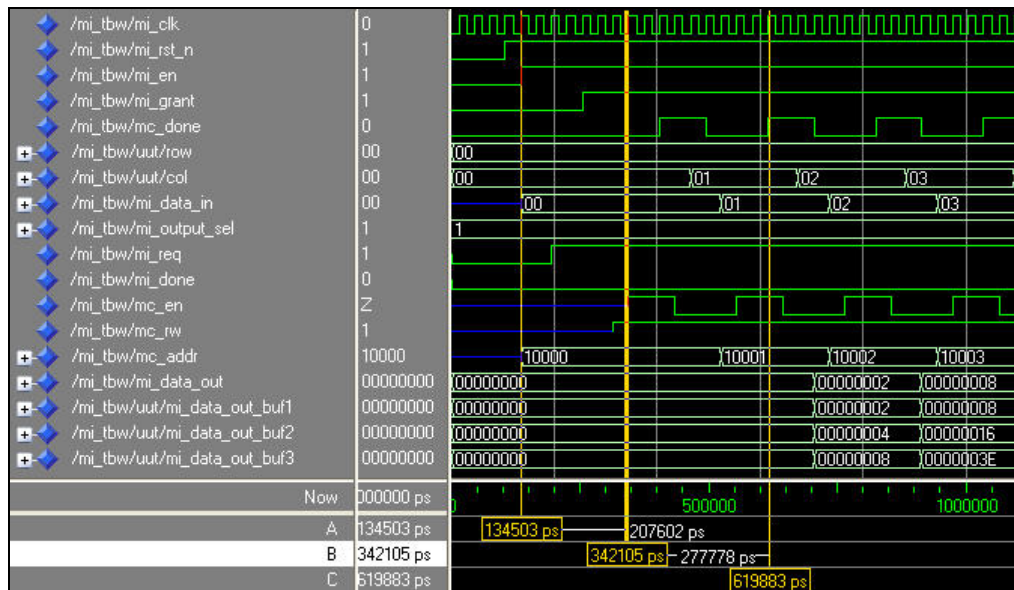 /mi_tbw/mi_clk 0
/mi_tbw/mi_rst_n 1
/mi_tbw/mi_en 1
/mi_tbw/mi_grant 1
/mi_tbw/mc_done 0
/mi_tbw/uut/row 00 00
/mi_tbw/uut/col 00 00 01 02 03
/mi_tbw/mi_data_in 00 00 01 02 03
/mi_tbw/mi_output_sel 1 1
/mi_tbw/mi_req 1
/mi_tbw/mi_done 0
/mi_tbw/mc_en Z
/mi_tbw/mc_rw 1
/mi_tbw/mc_addr 10000 10000 10001 10002 10003
/mi_tbw/mi_data_out 00000000 00000000 00000002 00000008
/mi_tbw/uut/mi_data_out_buf1 00000000 00000000 00000002 00000008
/mi_tbw/uut/mi_data_out_buf2 00000000 00000000 00000004 00000016
/mi_tbw/uut/mi_data_out_buf3 00000000 00000000 00000008 0000003E
Now 000000 ps 500000 1000000
A 134503 ps 134503 ps 207602 ps
B 342105 ps 342105 ps 277778 ps
C 619883 ps 619883 ps